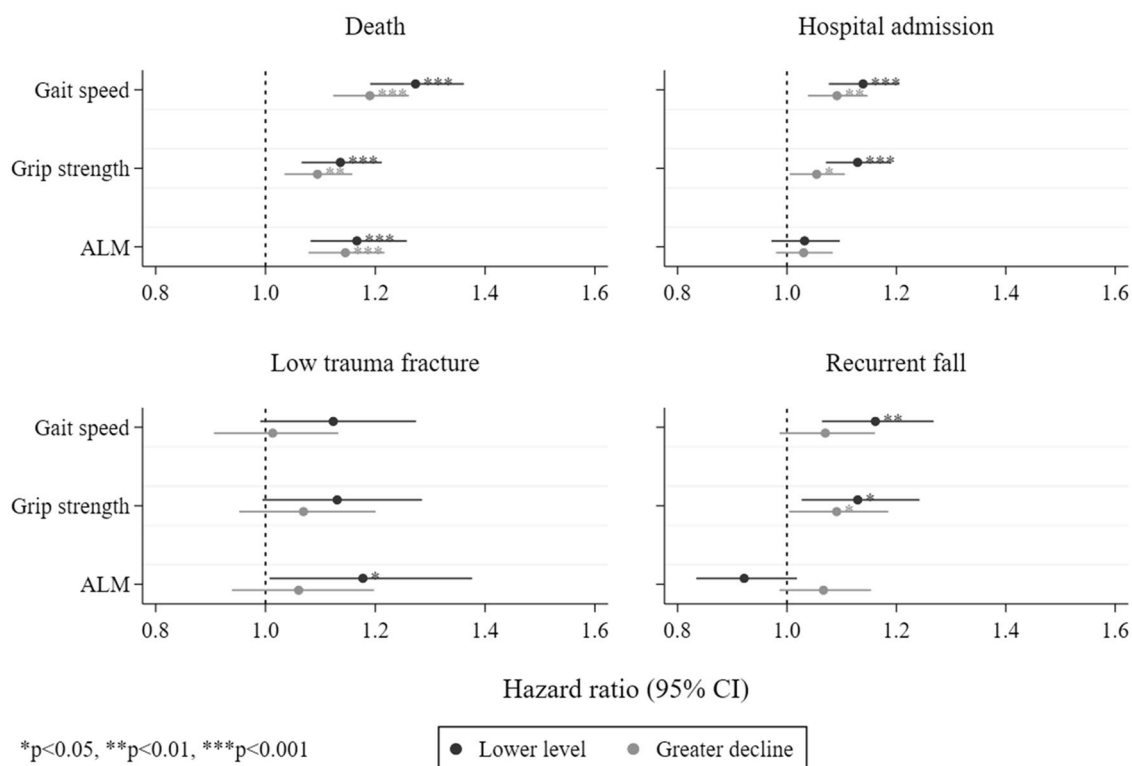 Death
Hospital admission
Gait speed
***
***
***
**
Grip strength
***
**
***
*
ALM
***
***
0.8 1.0 1.2 1.4 1.6
0.8 1.0 1.2 1.4 1.6
Low trauma fracture
Recurrent fall
Gait speed
**
Grip strength
*
*
ALM
*
0.8 1.0 1.2 1.4 1.6
0.8 1.0 1.2 1.4 1.6
Hazard ratio (95% CI)
*p<0.05, **p<0.01, ***p<0.001
Lower level Greater decline